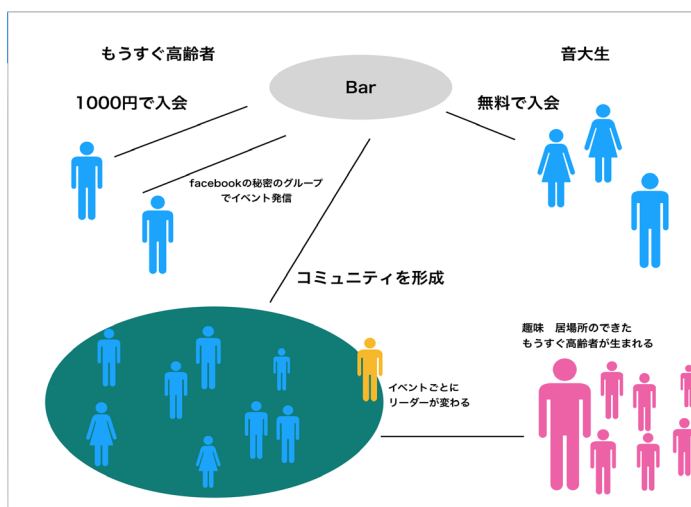 もうすぐ高齢者
音大生
Bar
1000円で入会
無料で入会
facebookの秘密のグループ
でイベント発信
コミュニティを形成
趣味　居場所のできた
もうすぐ高齢者が生まれる
イベントごとに
リーダーが変わる